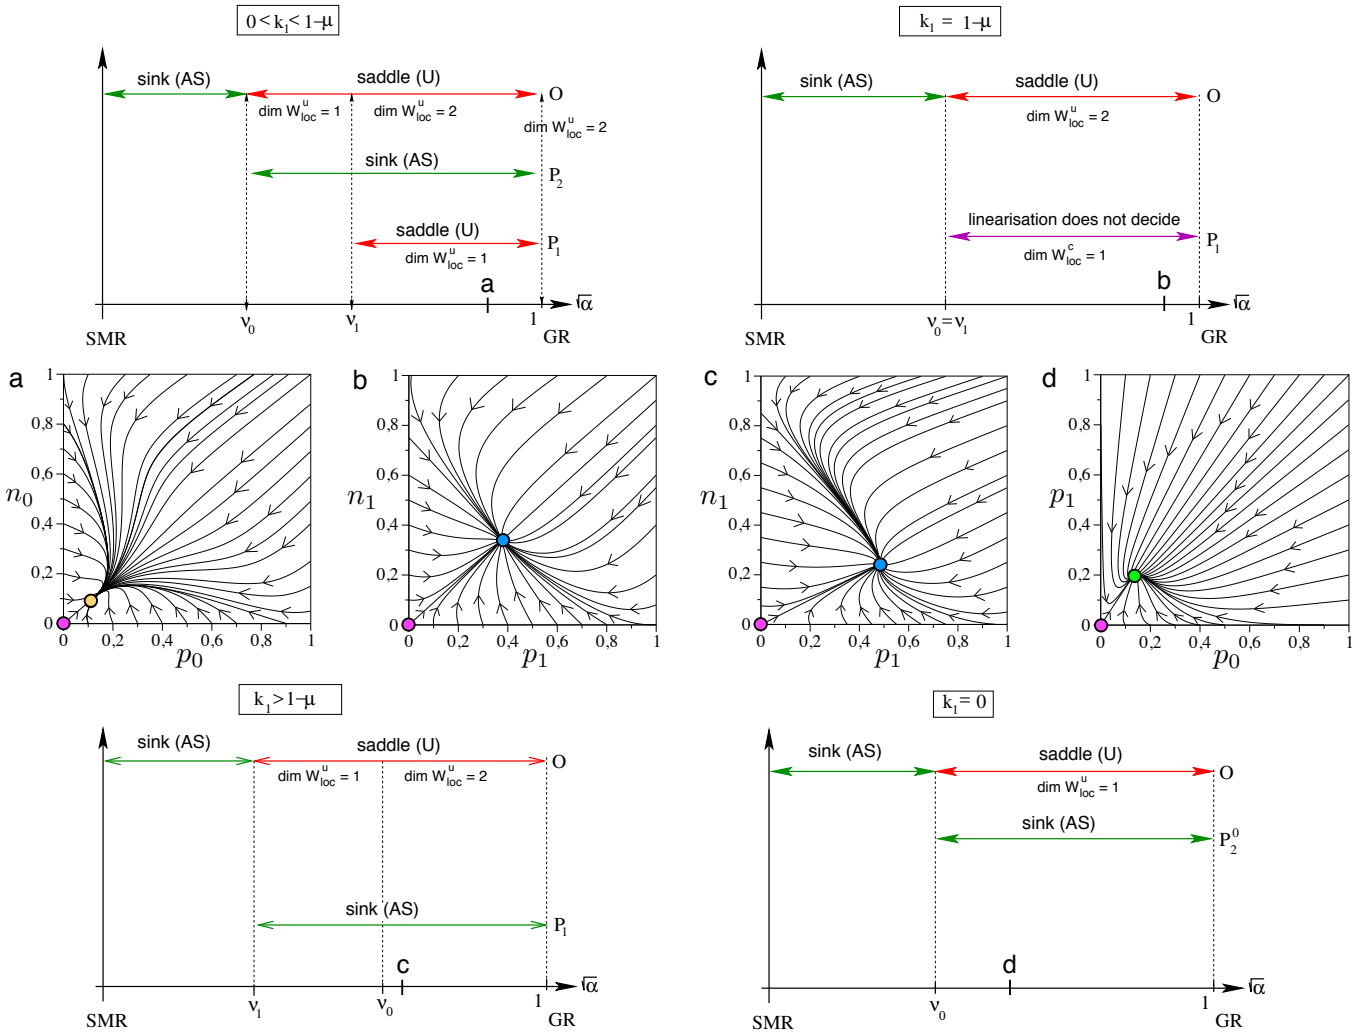 0 < k₁ < 1−μ
sink (AS)
saddle (U)
O
dim W^u_loc = 1
dim W^u_loc = 2
dim W^u_loc = 2
sink (AS)
P₂
saddle (U)
P₁
dim W^u_loc = 1
a
√α
ν₀
ν₁
1
SMR
GR
k₁ = 1−μ
sink (AS)
saddle (U)
O
dim W^u_loc = 2
linearisation does not decide
P₁
dim W^c_loc = 1
b
√α
ν₀=ν₁
1
SMR
GR
a
1
0,8
0,6
n₀
0,4
0,2
0
0
0,2
0,4
0,6
0,8
1
p₀
b
1
0,8
0,6
n₁
0,4
0,2
0
0
0,2
0,4
0,6
0,8
1
p₁
c
1
0,8
0,6
n₁
0,4
0,2
0
0
0,2
0,4
0,6
0,8
1
p₁
d
1
0,8
0,6
p₁
0,4
0,2
0
0
0,2
0,4
0,6
0,8
1
p₀
k₁ > 1−μ
sink (AS)
saddle (U)
O
dim W^u_loc = 1
dim W^u_loc = 2
sink (AS)
P₁
c
√α
ν₁
ν₀
1
SMR
GR
k₁ = 0
sink (AS)
saddle (U)
O
dim W^u_loc = 1
sink (AS)
P₂⁰
d
√α
ν₀
1
SMR
GR